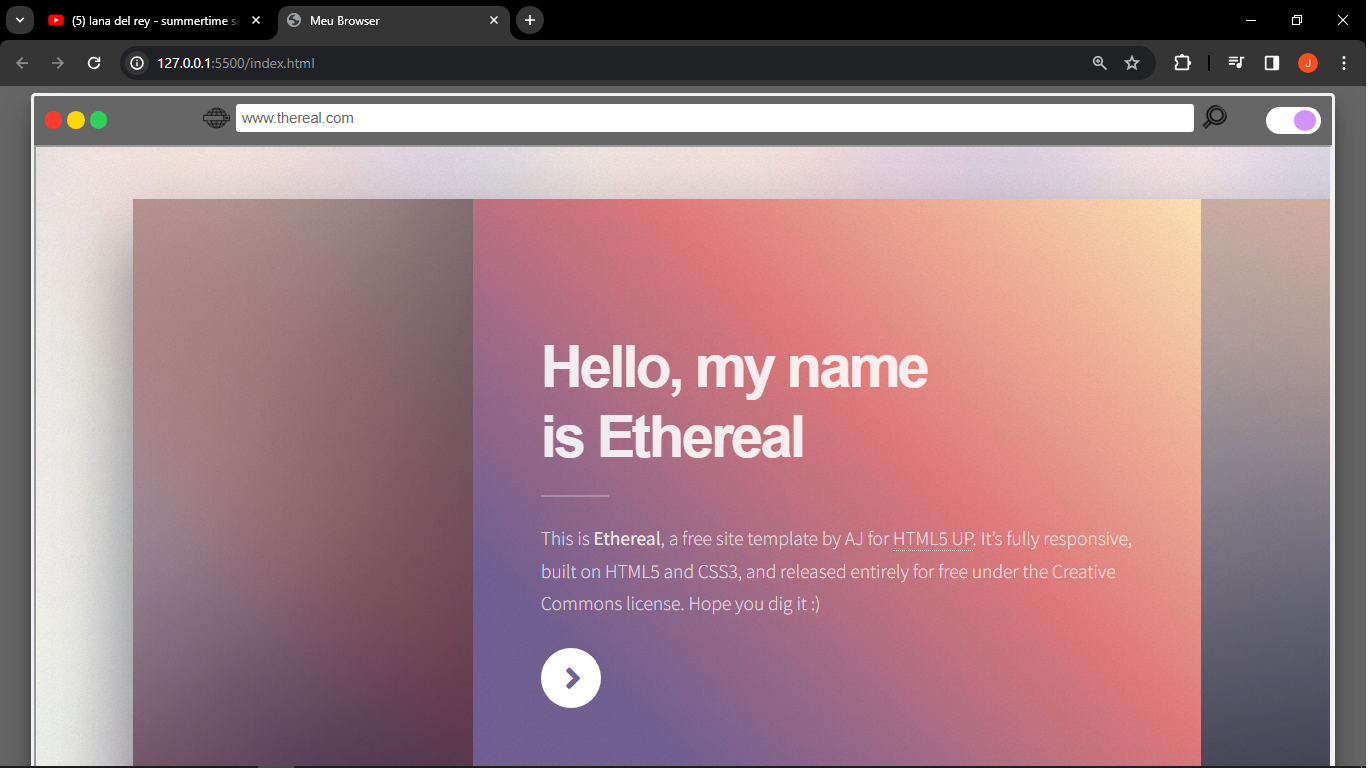 (5) lana del rey - summertime s
Meu Browser
127.0.0.1:5500/index.html
J
www.thereal.com
Hello, my name
is Ethereal
This is Ethereal, a free site template by AJ for HTML5 UP. It’s fully responsive,
built on HTML5 and CSS3, and released entirely for free under the Creative
Commons license. Hope you dig it :)